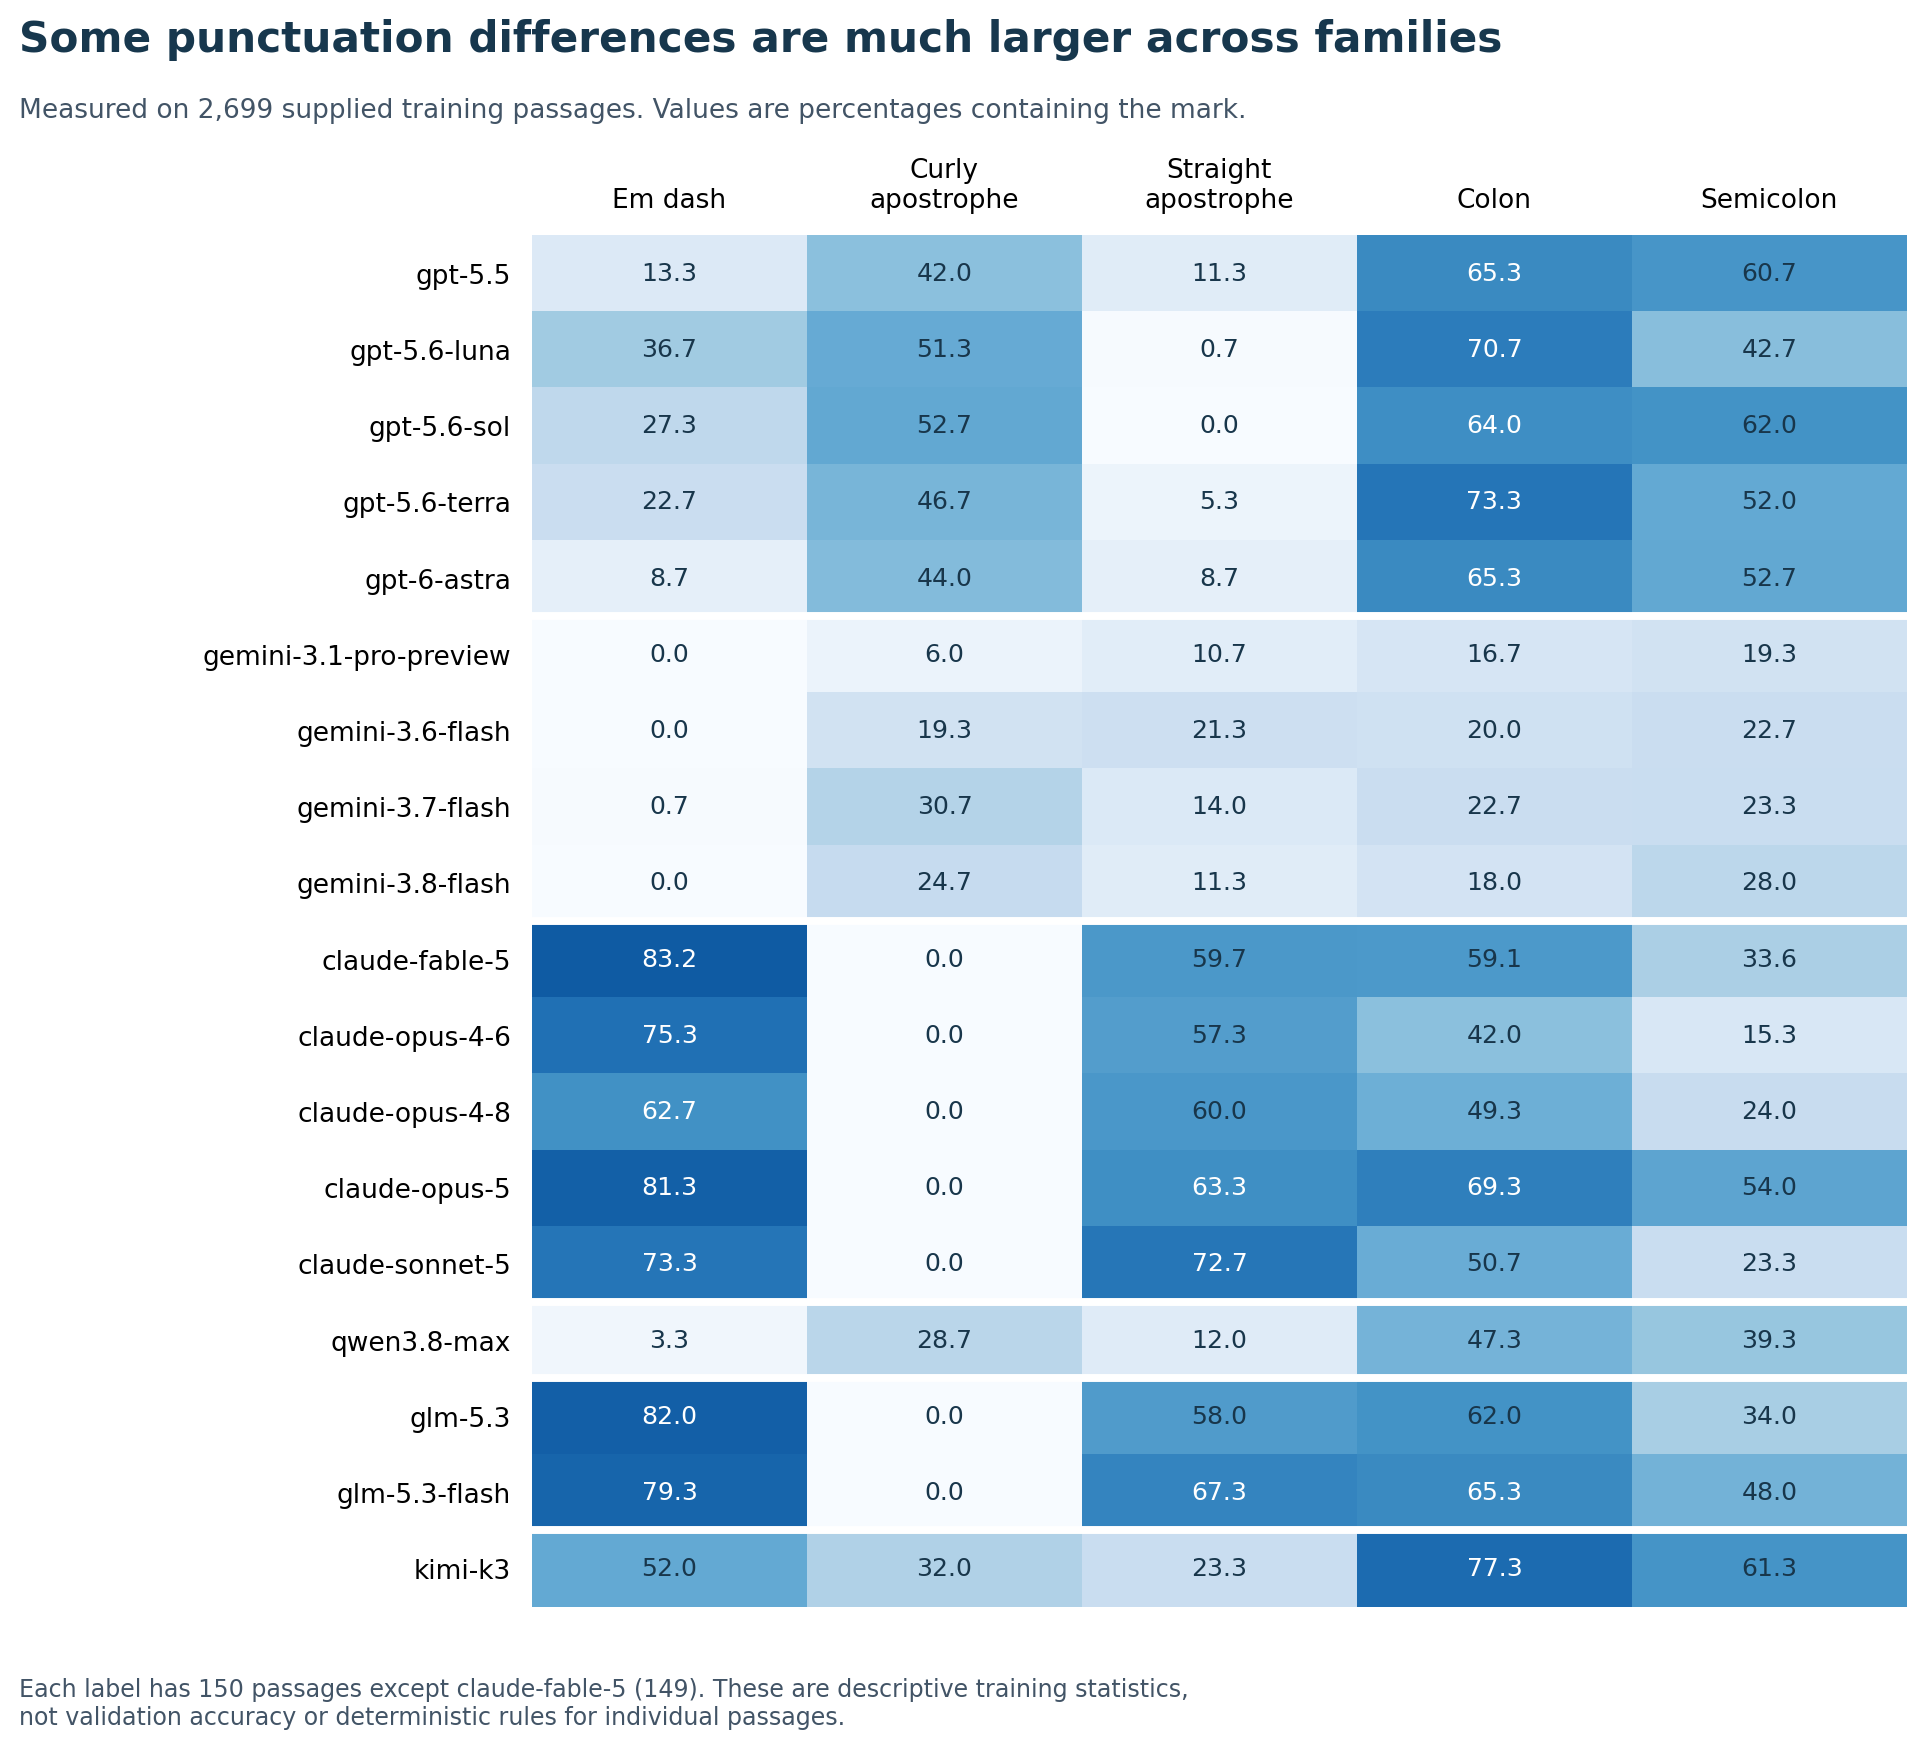 Some punctuation differences are much larger across families
Measured on 2,699 supplied training passages. Values are percentages containing the mark.
Em dash Curly apostrophe Straight apostrophe Colon Semicolon
gpt-5.5 13.3 42.0 11.3 65.3 60.7
gpt-5.6-luna 36.7 51.3 0.7 70.7 42.7
gpt-5.6-sol 27.3 52.7 0.0 64.0 62.0
gpt-5.6-terra 22.7 46.7 5.3 73.3 52.0
gpt-6-astra 8.7 44.0 8.7 65.3 52.7
gemini-3.1-pro-preview 0.0 6.0 10.7 16.7 19.3
gemini-3.6-flash 0.0 19.3 21.3 20.0 22.7
gemini-3.7-flash 0.7 30.7 14.0 22.7 23.3
gemini-3.8-flash 0.0 24.7 11.3 18.0 28.0
claude-fable-5 83.2 0.0 59.7 59.1 33.6
claude-opus-4-6 75.3 0.0 57.3 42.0 15.3
claude-opus-4-8 62.7 0.0 60.0 49.3 24.0
claude-opus-5 81.3 0.0 63.3 69.3 54.0
claude-sonnet-5 73.3 0.0 72.7 50.7 23.3
qwen3.8-max 3.3 28.7 12.0 47.3 39.3
glm-5.3 82.0 0.0 58.0 62.0 34.0
glm-5.3-flash 79.3 0.0 67.3 65.3 48.0
kimi-k3 52.0 32.0 23.3 77.3 61.3
Each label has 150 passages except claude-fable-5 (149). These are descriptive training statistics,
not validation accuracy or deterministic rules for individual passages.